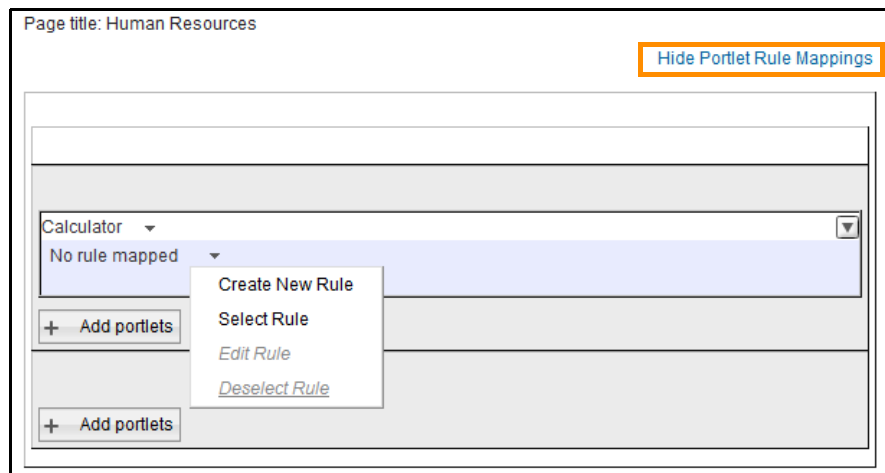 Page title: Human Resources
Hide Portlet Rule Mappings
Calculator
No rule mapped
Create New Rule
Select Rule
Edit Rule
Deselect Rule
+ Add portlets
+ Add portlets